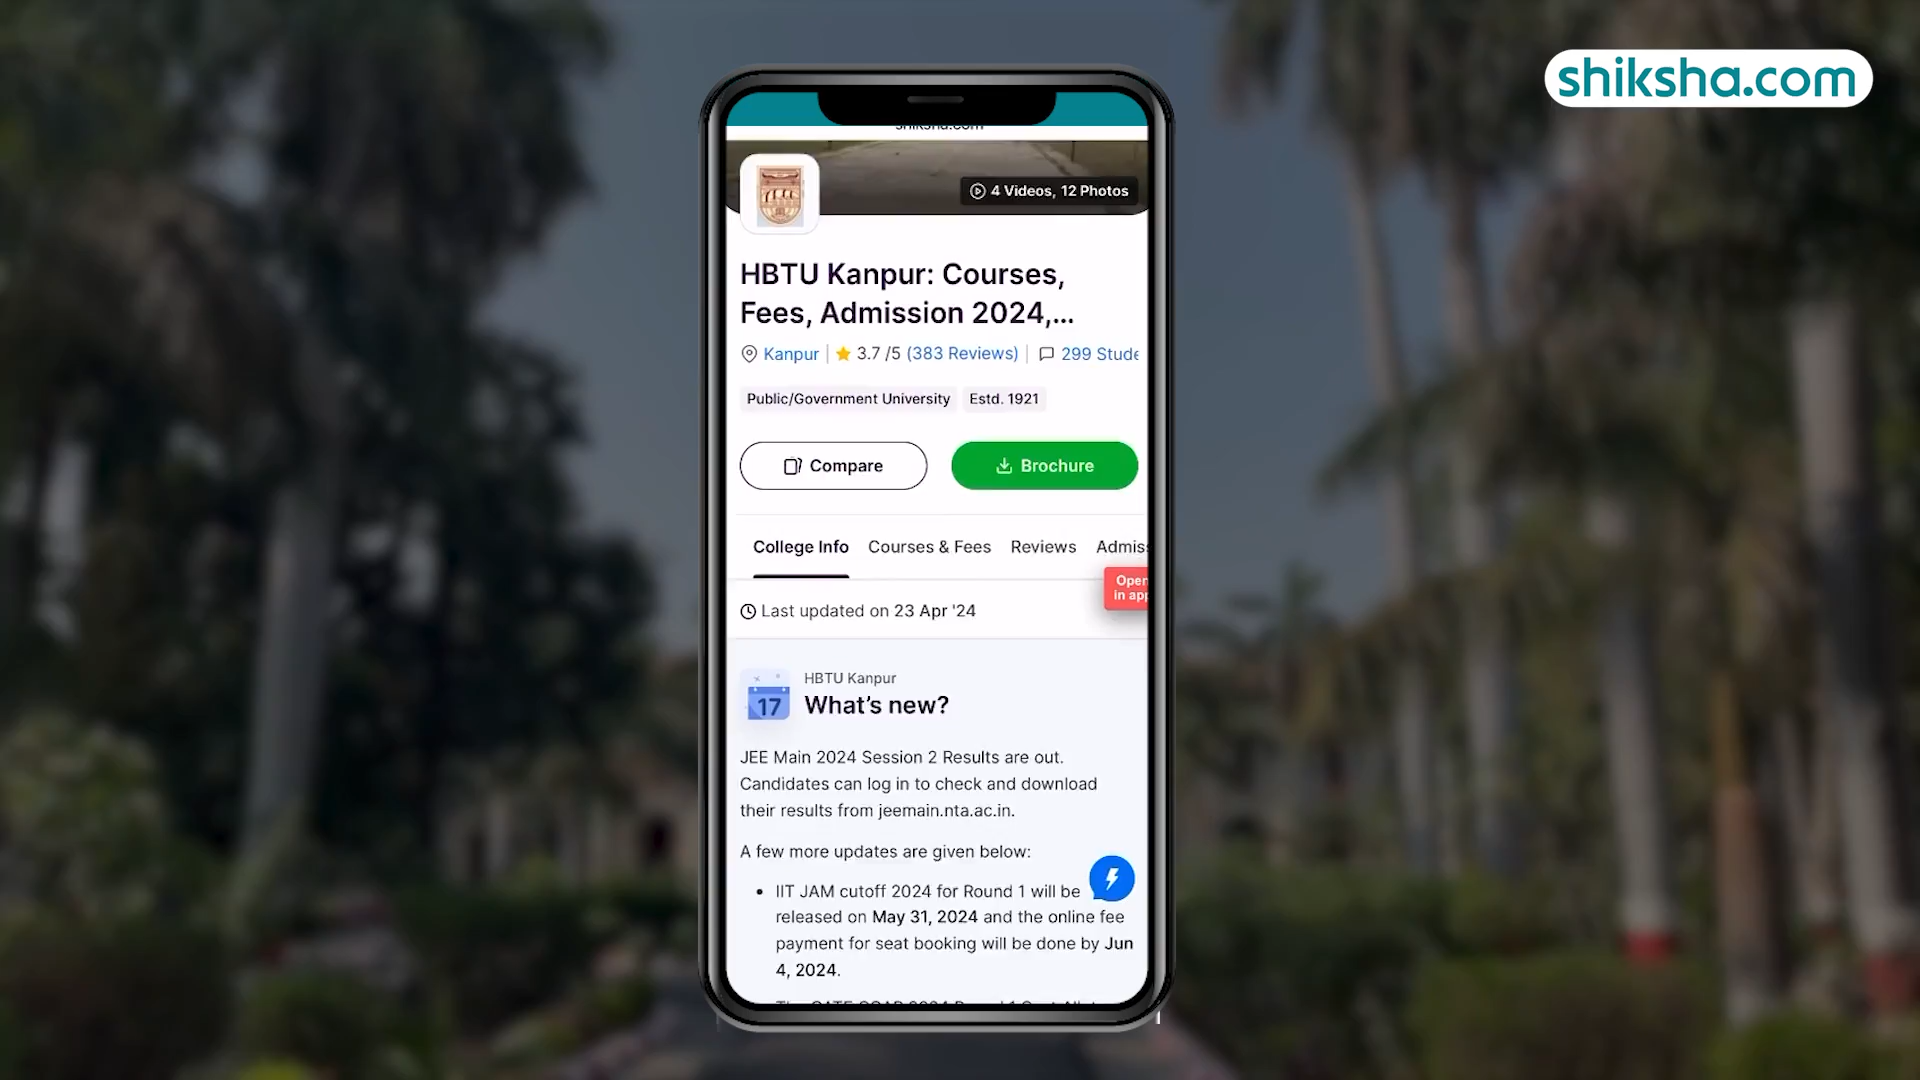 shiksha.com
shiksha.com
4 Videos, 12 Photos
HBTU Kanpur: Courses,
Fees, Admission 2024,...
Kanpur | 3.7 /5 (383 Reviews) | 299 Stude
Public/Government University Estd. 1921
Compare Brochure
College Info Courses & Fees Reviews Admiss
Open
in app
Last updated on 23 Apr '24
17
HBTU Kanpur
What's new?
JEE Main 2024 Session 2 Results are out.
Candidates can log in to check and download
their results from jeemain.nta.ac.in.
A few more updates are given below:
• IIT JAM cutoff 2024 for Round 1 will be
released on May 31, 2024 and the online fee
payment for seat booking will be done by Jun
4, 2024.